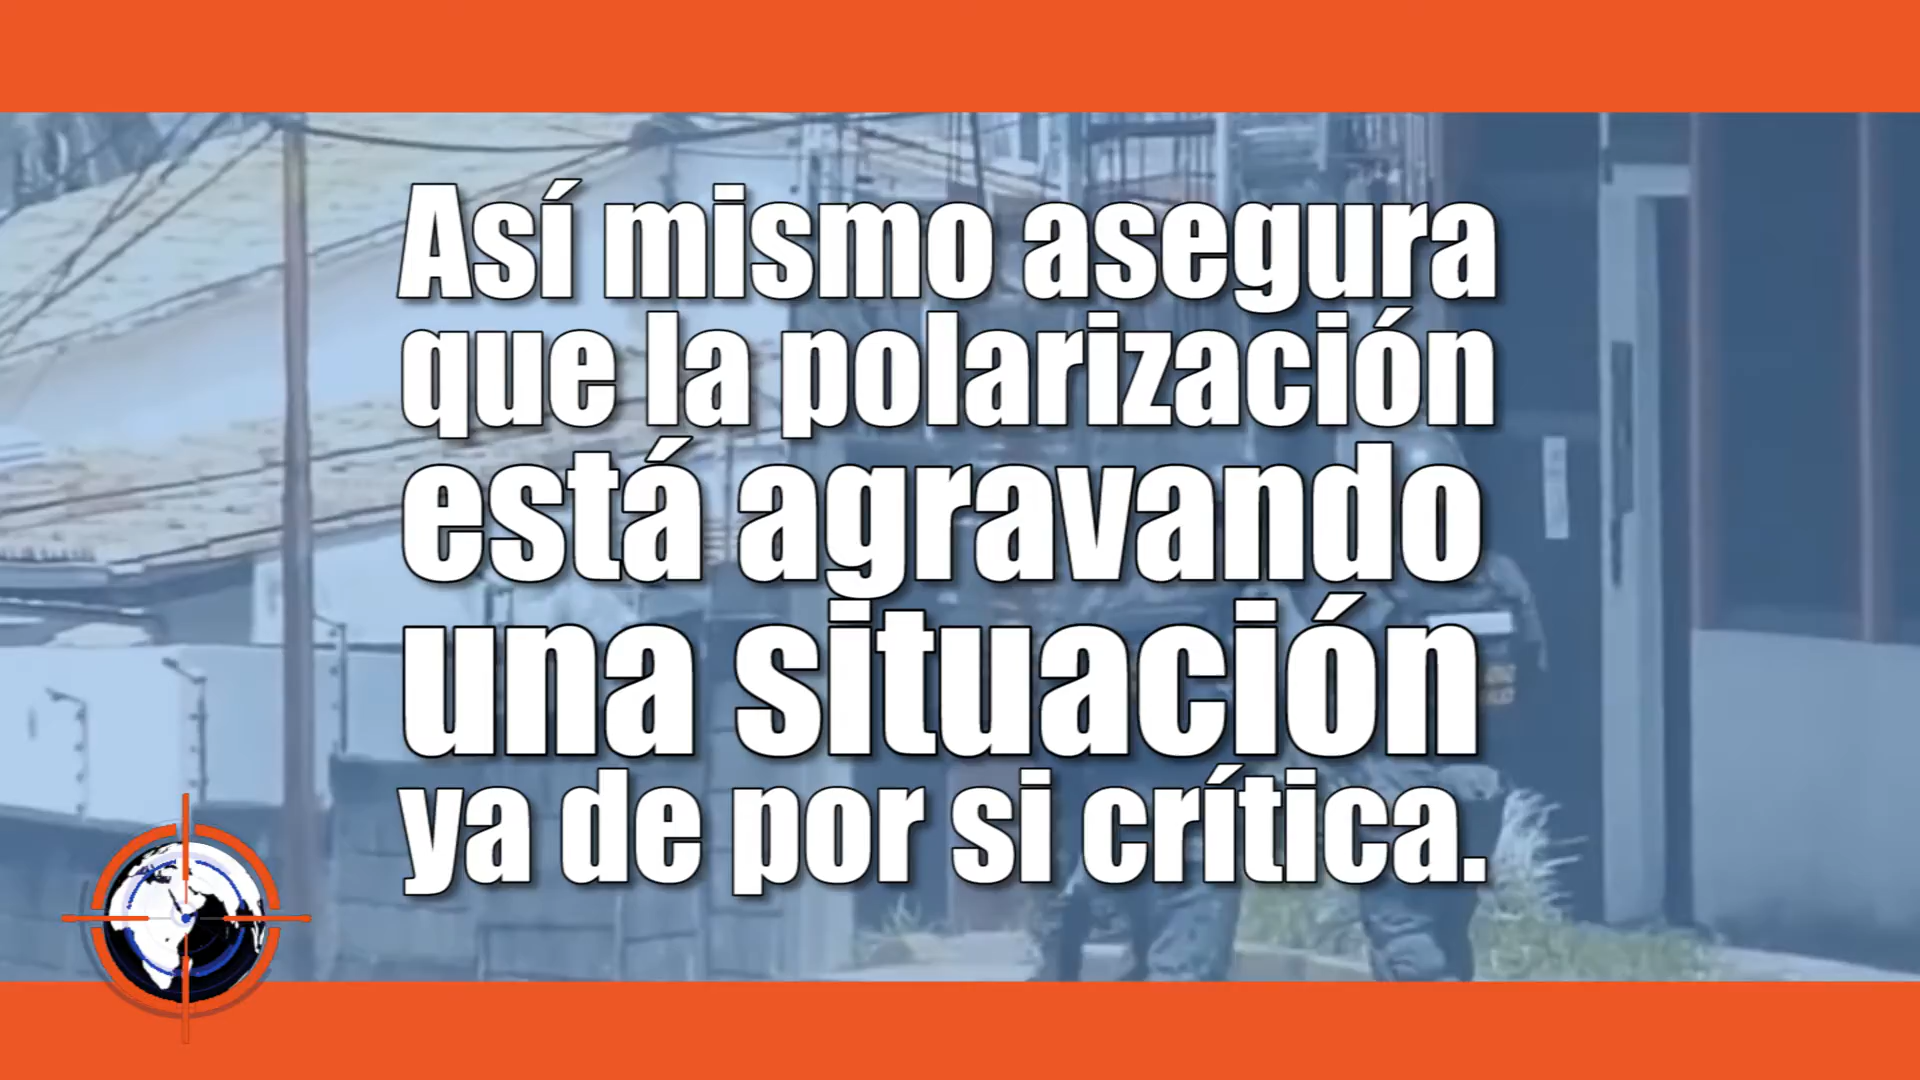 Así mismo asegura
que la polarización
está agravando
una situación
ya de por si crítica.